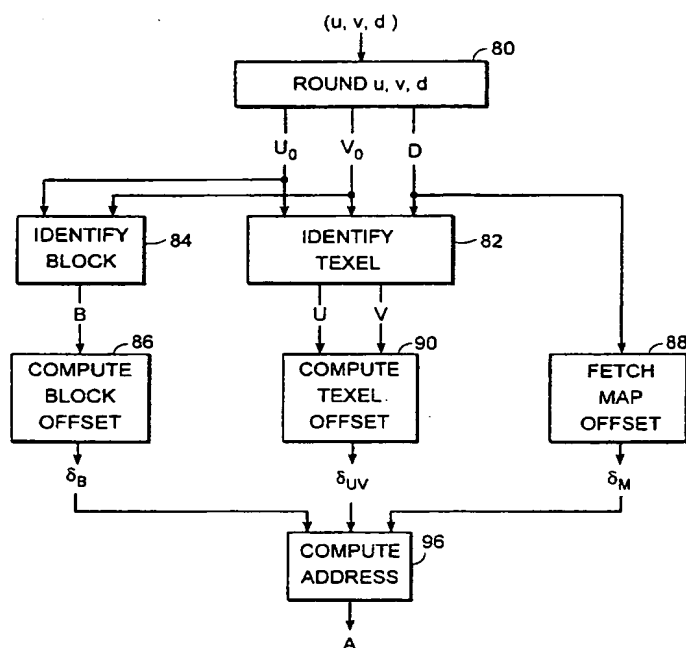 (u, v, d)
80
ROUND u, v, d
U₀ V₀ D
IDENTIFY
BLOCK
84
IDENTIFY
TEXEL
82
B
U V
86
COMPUTE
BLOCK
OFFSET
90
COMPUTE
TEXEL.
OFFSET
88
FETCH
MAP
OFFSET
δB
δUV
δM
COMPUTE
ADDRESS
96
A